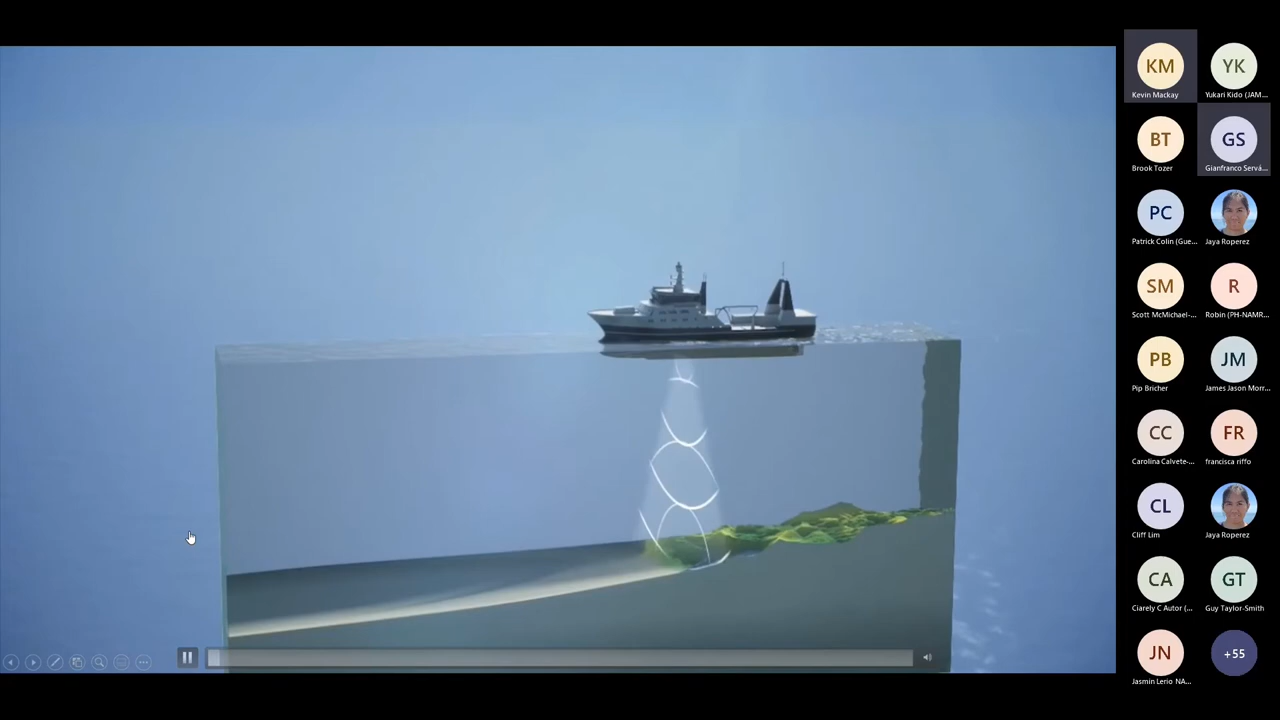 KM
YK
Kevin Mackay
Yukari Kido (JAM...
BT
GS
Brook Tozer
Gianfranco Servá...
PC
Patrick Colin (Gue...
Jaya Roperez
SM
R
Scott McMichael-...
Robin (PH-NAMR...
PB
JM
Pip Bricher
James Jason Morr...
CC
FR
Carolina Calvete-...
francisca riffo
CL
Cliff Lim
Jaya Roperez
CA
GT
Ciarely C Autor (...
Guy Taylor-Smith
JN
+55
Jasmin Lerio NA...